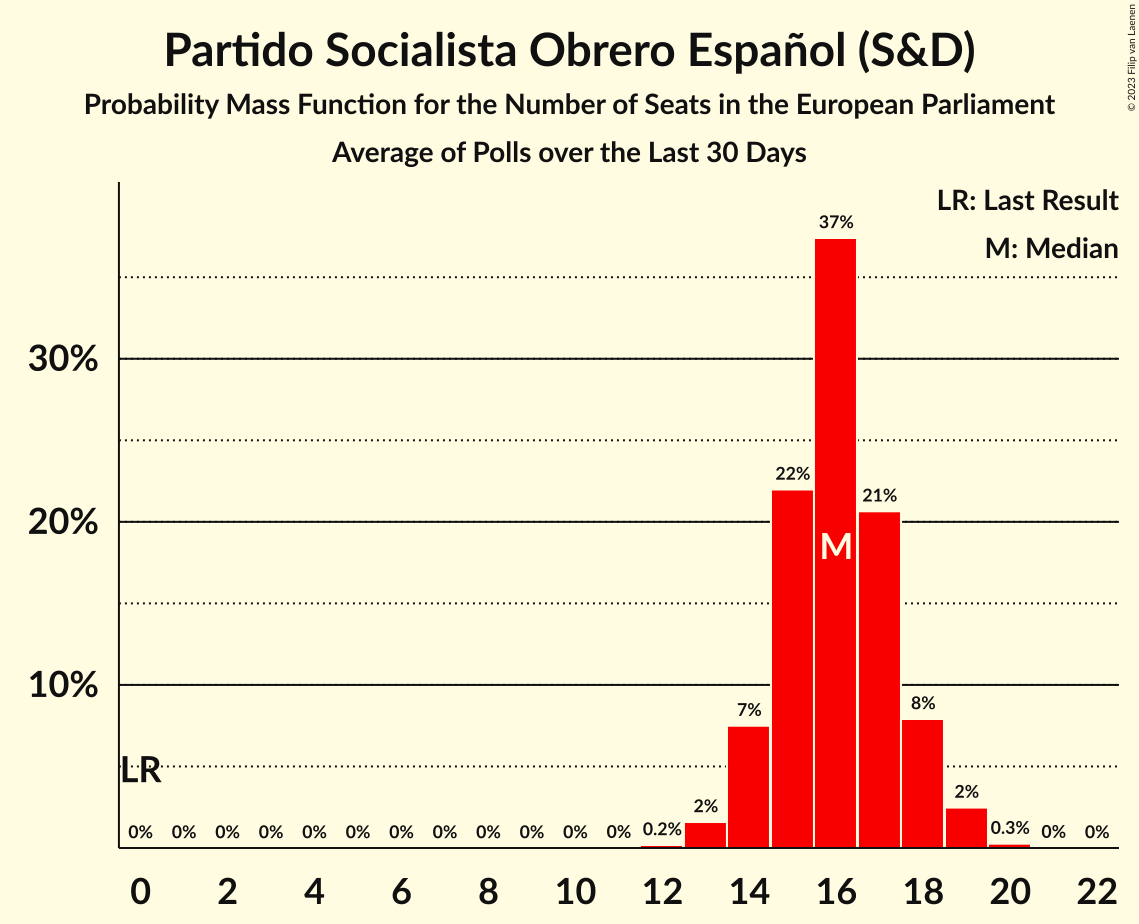 Partido Socialista Obrero Español (S&D)
Probability Mass Function for the Number of Seats in the European Parliament
Average of Polls over the Last 30 Days
© 2023 Filip van Laenen
LR: Last Result
M: Median
37%
30%
22%
21%
20%
M
10%
7%
8%
LR
2%
2%
0% 0% 0% 0% 0% 0% 0% 0% 0% 0% 0% 0% 0.2% 0.3% 0% 0%
0 2 4 6 8 10 12 14 16 18 20 22